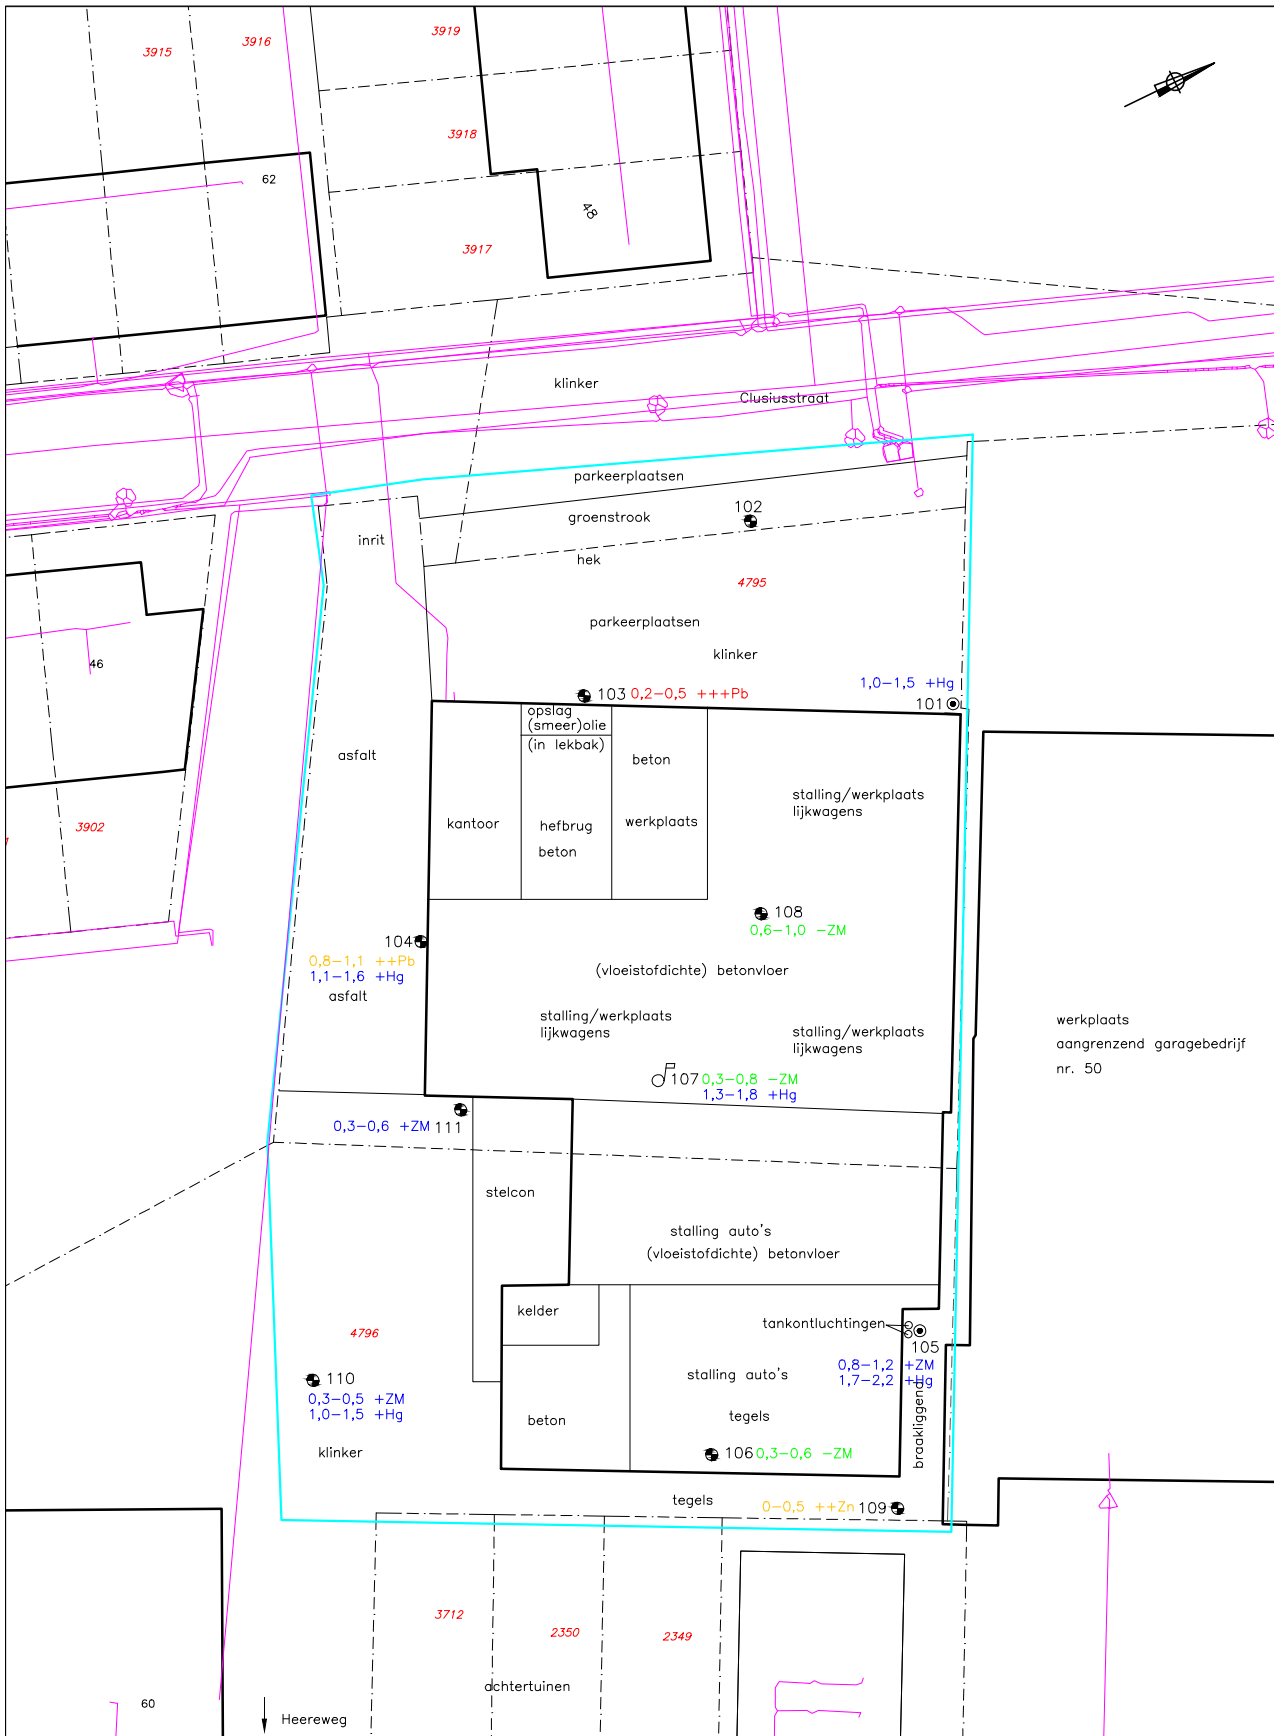 3919
3916
3915
3918
62
48
3917
klinker
Clusiusstraat
parkeerplaatsen
102
groenstrook
inrit
hek
4795
parkeerplaatsen
klinker
46
1,0-1,5 +Hg
103 0,2-0,5 +++Pb
101
opslag
(smeer)olie
(in lekbak)
asfalt
beton
stalling/werkplaats
lijkwagens
kantoor
hefbrug
beton
werkplaats
3902
108
0,6-1,0 -ZM
104
0,8-1,1 ++Pb
1,1-1,6 +Hg
asfalt
(vloeistofdichte) betonvloer
stalling/werkplaats
lijkwagens
stalling/werkplaats
lijkwagens
werkplaats
aangrenzend garagebedrijf
nr. 50
107 0,3-0,8 -ZM
1,3-1,8 +Hg
0,3-0,6 +ZM 111
stelcon
stalling auto's
(vloeistofdichte) betonvloer
kelder
tankontluchtingen
4796
105
0,8-1,2 +ZM
1,7-2,2 +Hg
110
0,3-0,5 +ZM
1,0-1,5 +Hg
stalling auto's
tegels
beton
braakliggend
klinker
106 0,3-0,6 -ZM
tegels
0-0,5 ++Zn 109
3712
2350
2349
achtertuinen
60
Heereweg